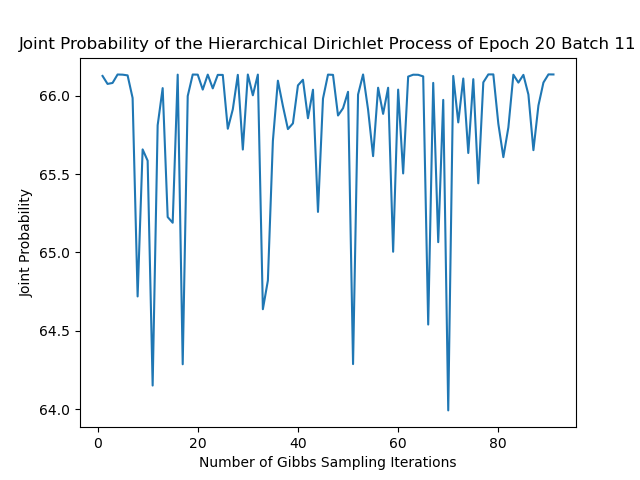 Joint Probability of the Hierarchical Dirichlet Process of Epoch 20 Batch 11
Joint Probability
66.0
65.5
65.0
64.5
64.0
0 20 40 60 80
Number of Gibbs Sampling Iterations